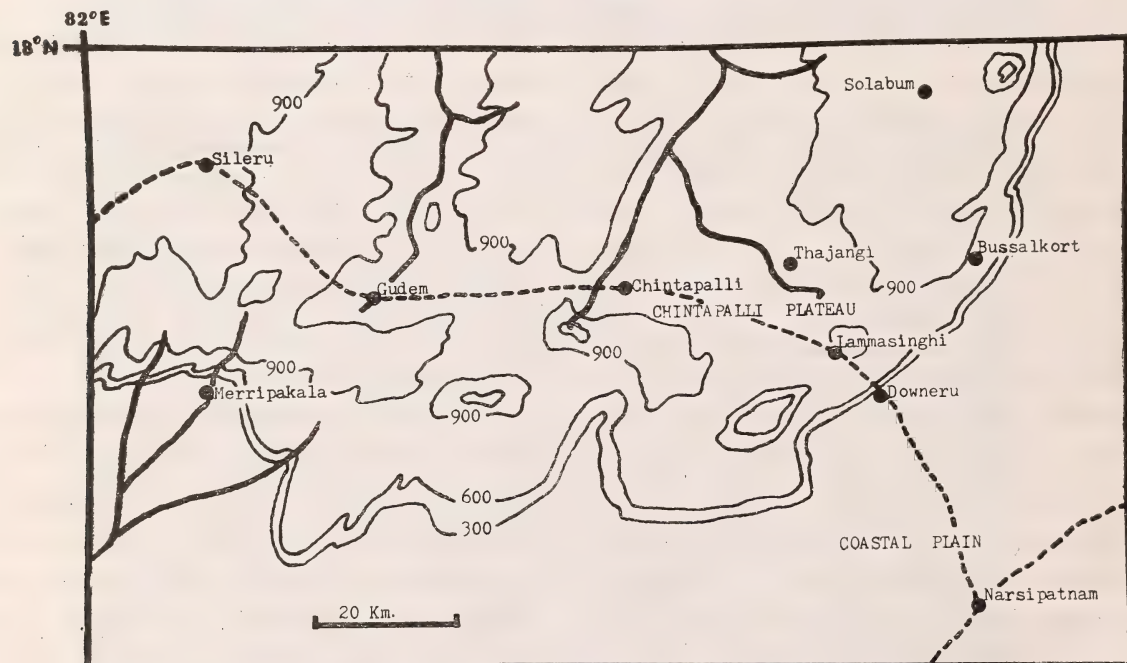 82°E
18°N
Solabum
900
Sileru
900
Bussalkort
Thajangi
Gudem
Chintapalli
900
CHINTAPALLI PLATEAU
Lammasinghi
900
900
Merripakala
Downeru
900
600
300
COASTAL PLAIN
Narsipatnam
20 Km.